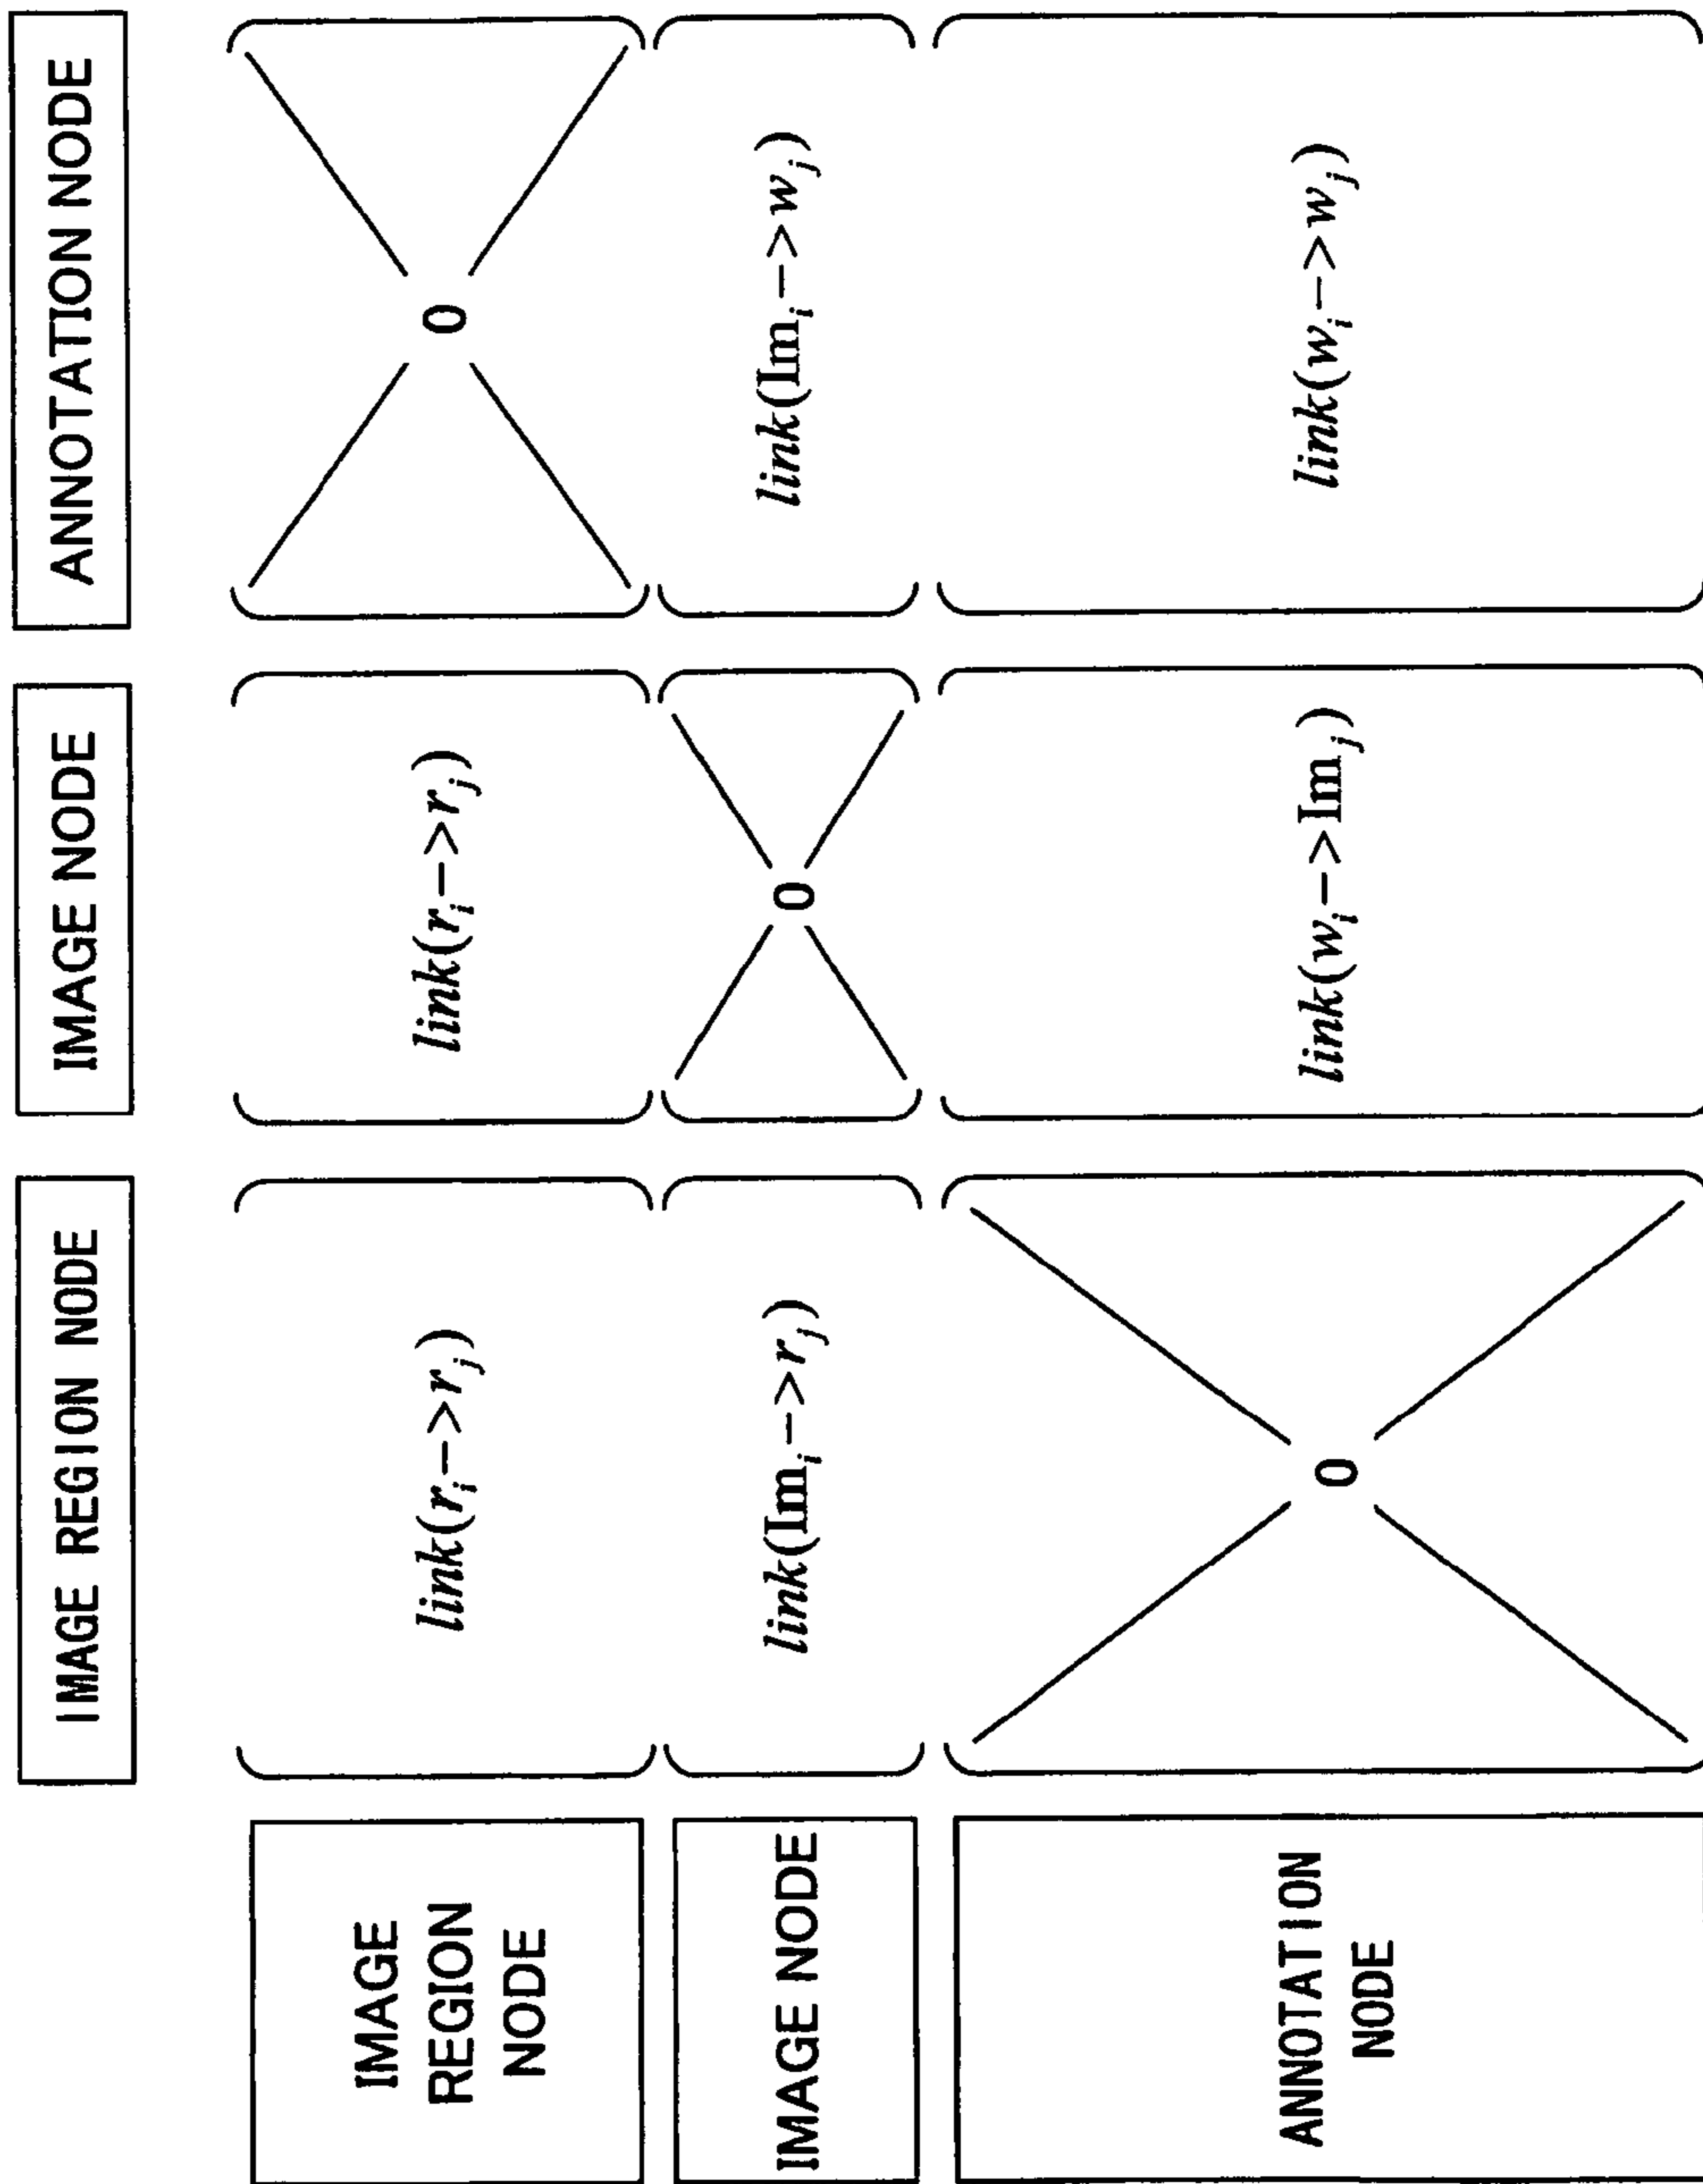 IMAGE REGION NODE
IMAGE NODE
ANNOTATION NODE
IMAGE
REGION
NODE
link(r_i->r_j)
link(r_i->r_j)
0
IMAGE NODE
link(Im_i->r_j)
0
link(Im_i->w_j)
ANNOTATION
NODE
0
link(w_i->Im_j)
link(w_i->w_j)